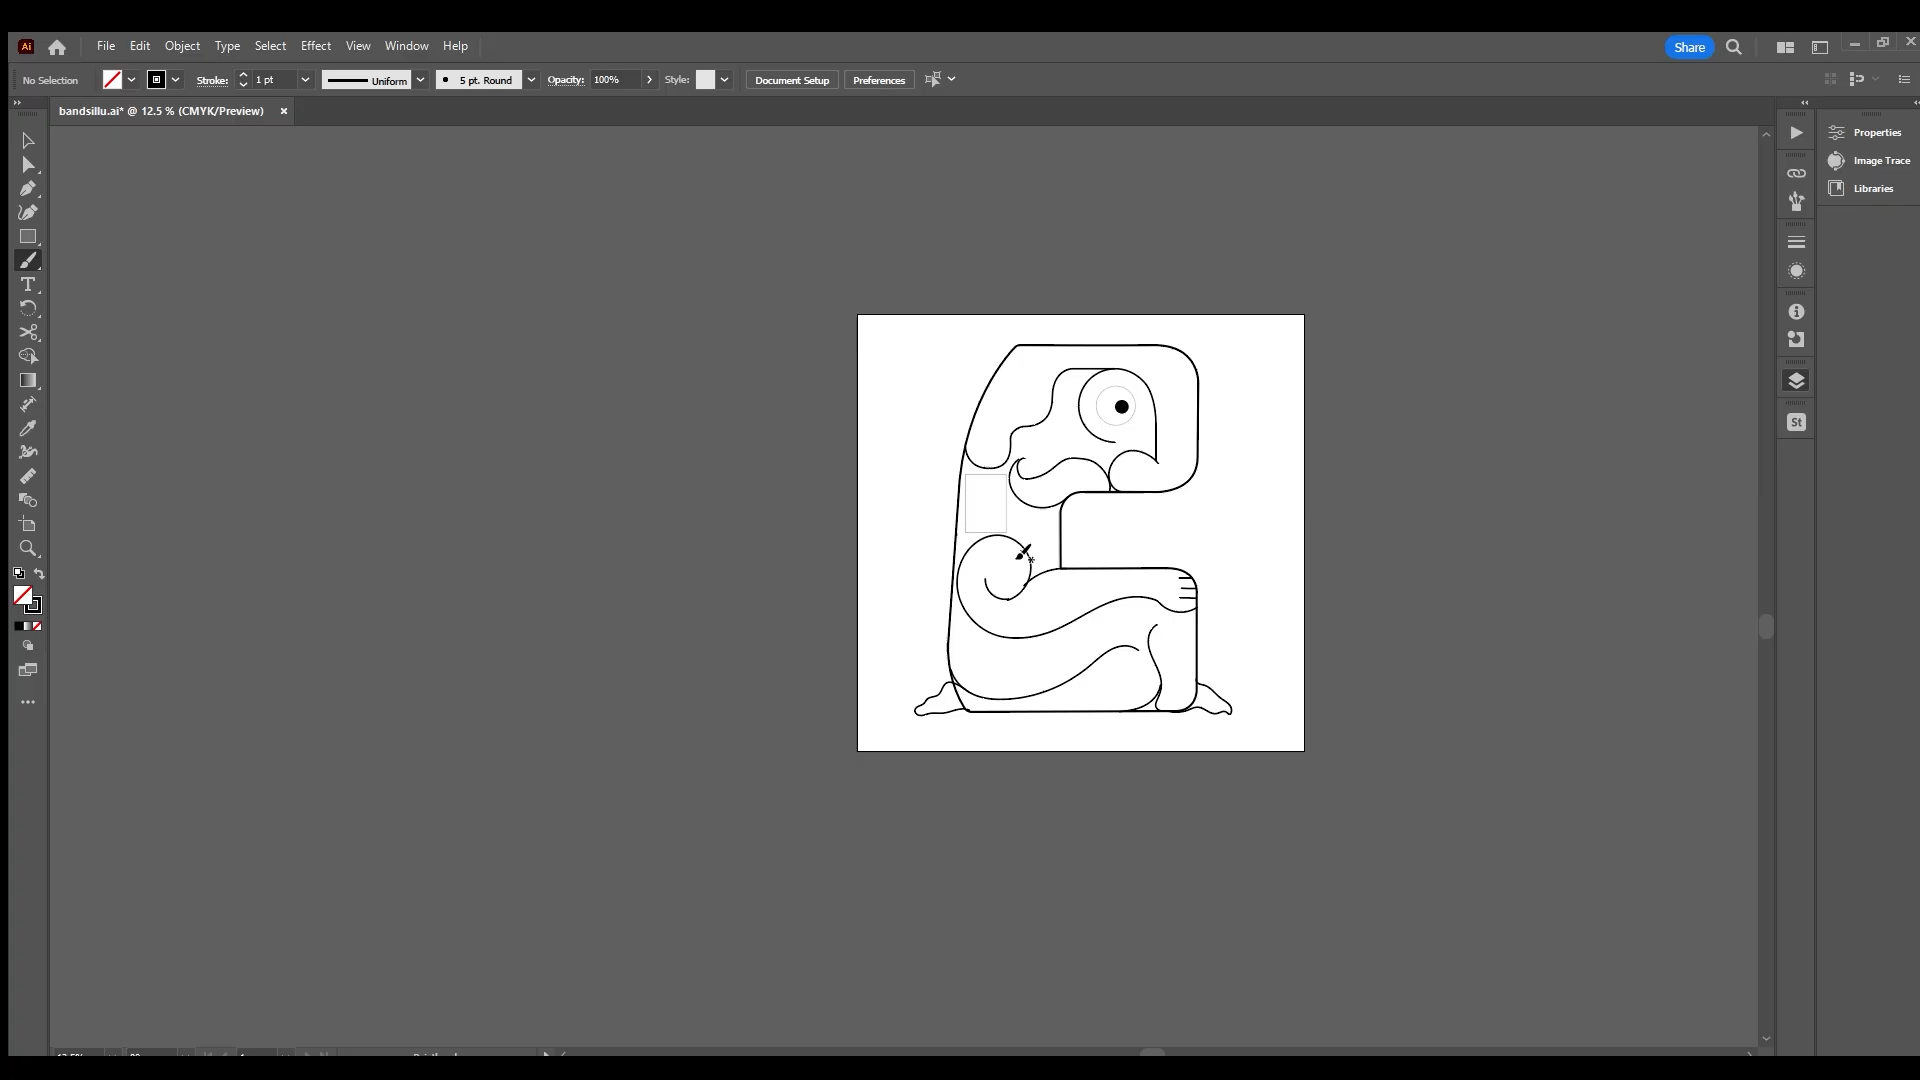 Ai File Edit Object Type Select Effect View Window Help Share
No Selection Stroke: 1 pt Uniform 5 pt. Round Opacity: 100% Style: Document Setup Preferences
bandsillu.ai* @ 12.5 % (CMYK/Preview)
Properties
Image Trace
Libraries
St